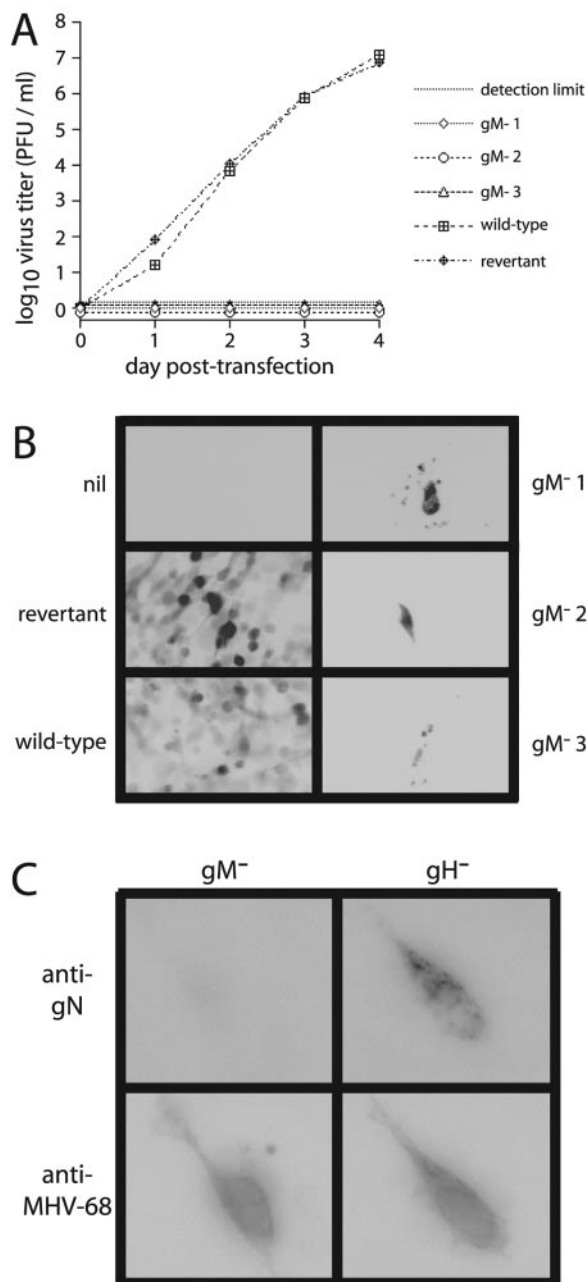 A
log10 virus titer (PFU / ml)
8
7
6
5
4
3
2
1
0
0 1 2 3 4
day post-transfection
detection limit
gM- 1
gM- 2
gM- 3
wild-type
revertant
B
nil
gM⁻ 1
revertant
gM⁻ 2
wild-type
gM⁻ 3
C
gM⁻ gH⁻
anti-
gN
anti-
MHV-68